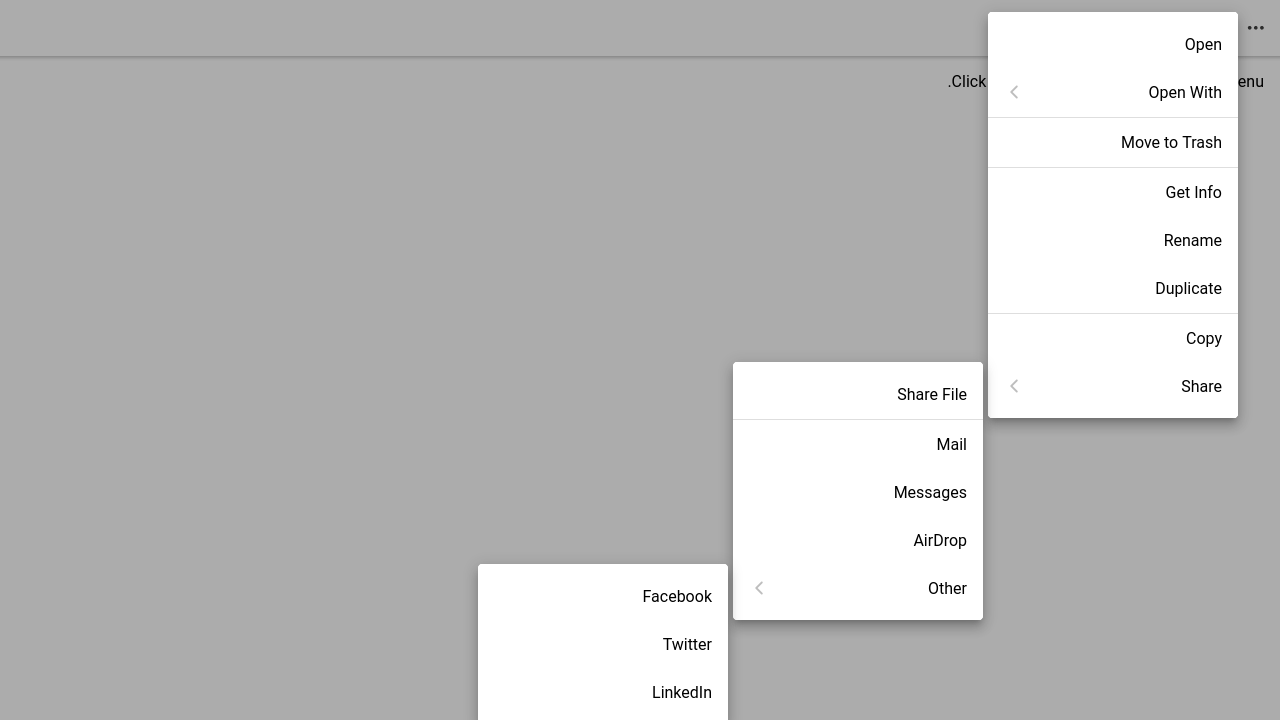 .Click
enu
Open
Open With
Move to Trash
Get Info
Rename
Duplicate
Copy
Share
Share File
Mail
Messages
AirDrop
Other
Facebook
Twitter
LinkedIn